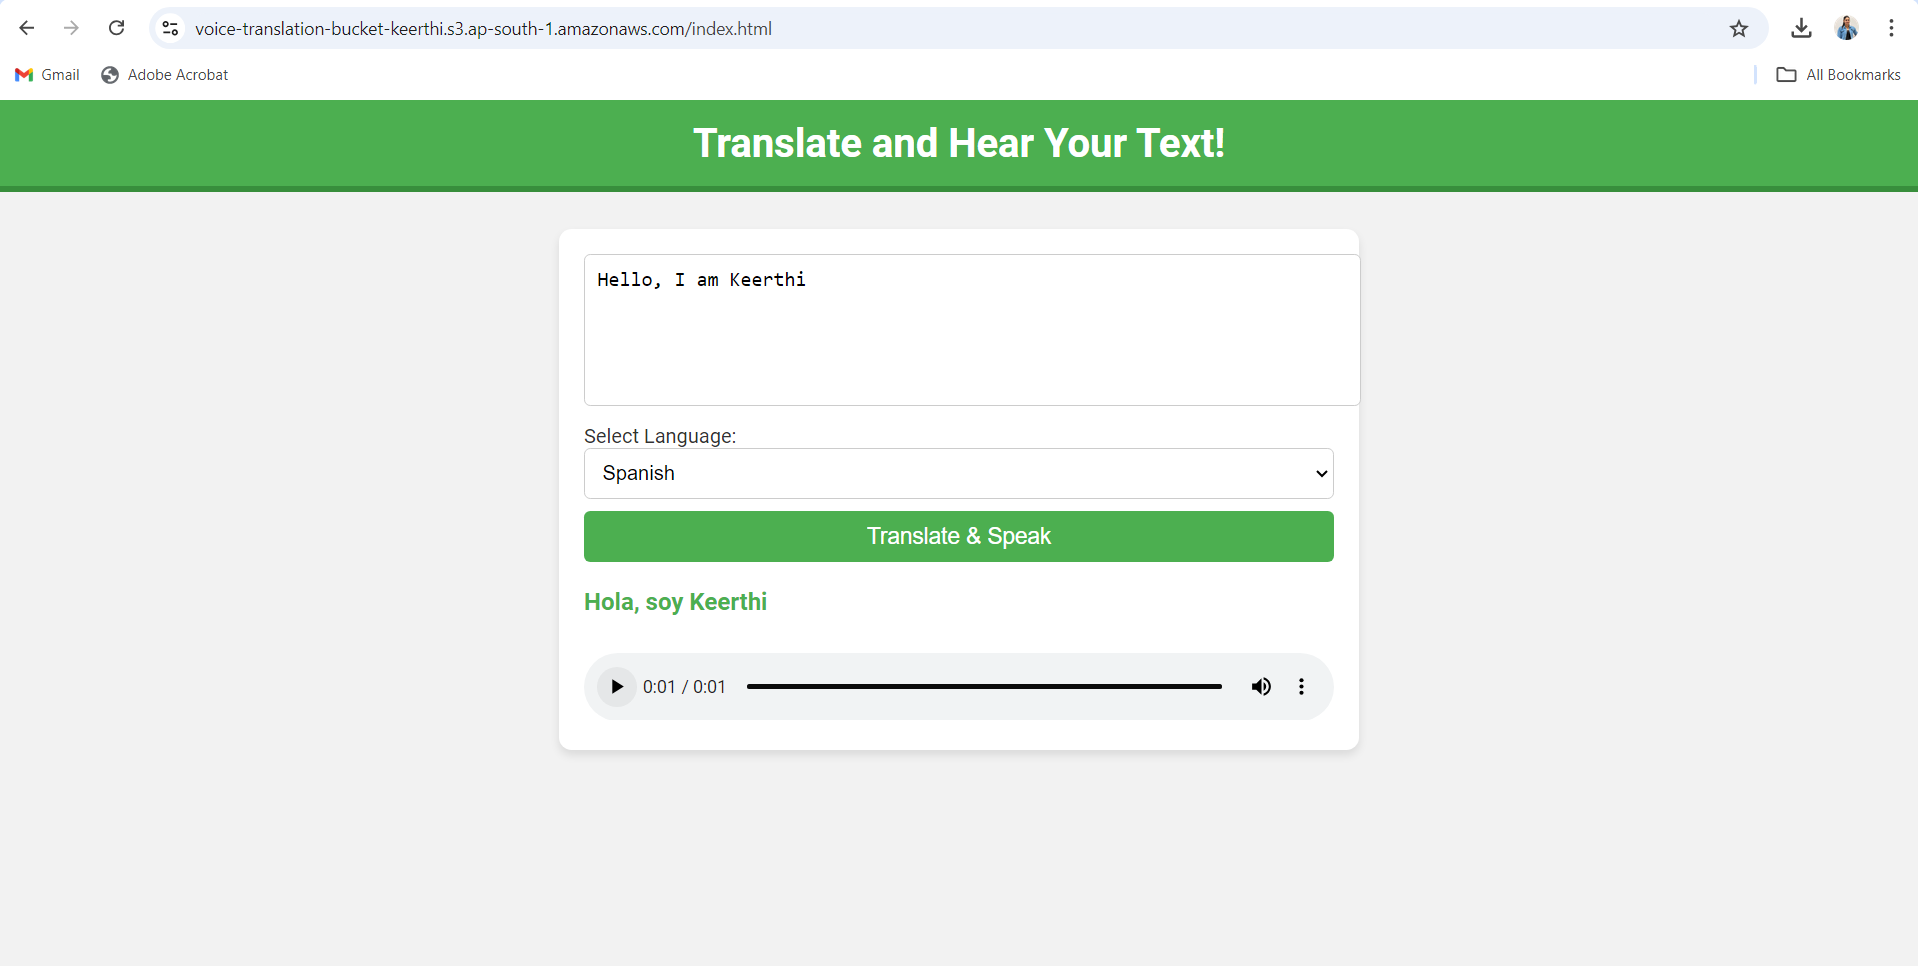 voice-translation-bucket-keerthi.s3.ap-south-1.amazonaws.com/index.html
Gmail
Adobe Acrobat
All Bookmarks
Translate and Hear Your Text!
Hello, I am Keerthi
Select Language:
Spanish
Translate & Speak
Hola, soy Keerthi
0:01 / 0:01